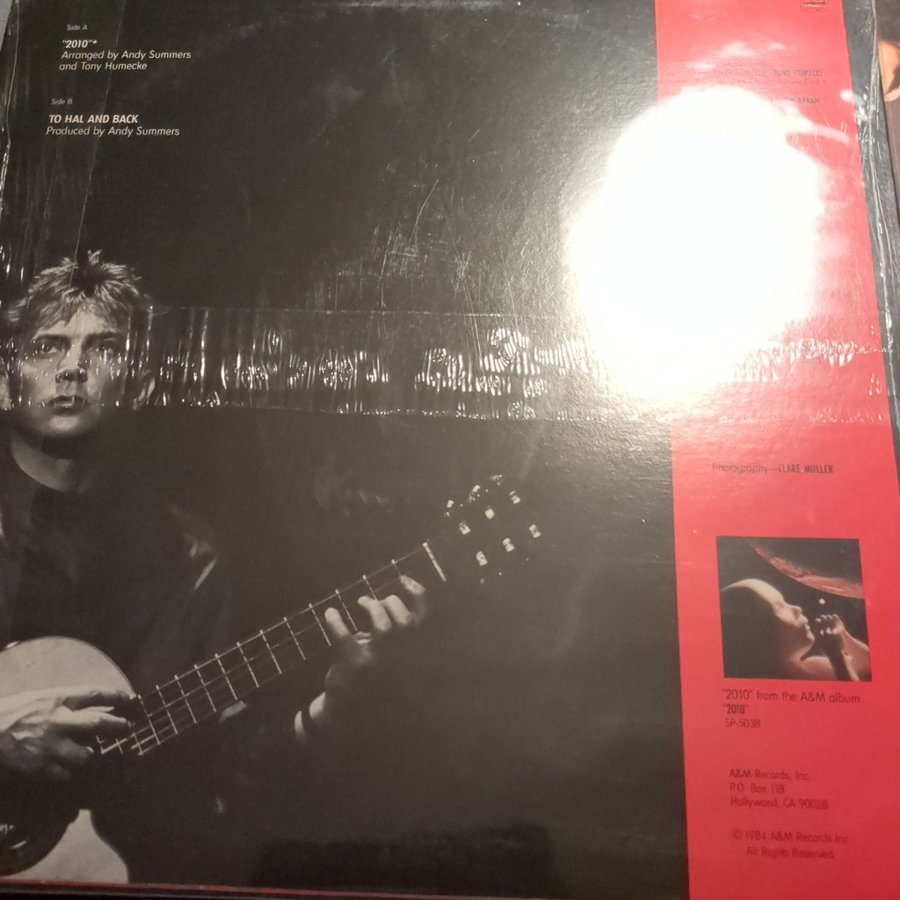 Side A
"2010"*
Arranged by Andy Summers
and Tony Humecke
Side B
TO HAL AND BACK
Produced by Andy Summers
TONY HUMECKE
Photography—CLARE MULLER
"2010" from the A&M album
"2010"
SP-5038
A&M Records, Inc.
P.O. Box 118
Hollywood, CA 90028
© 1984 A&M Records Inc.
All Rights Reserved.